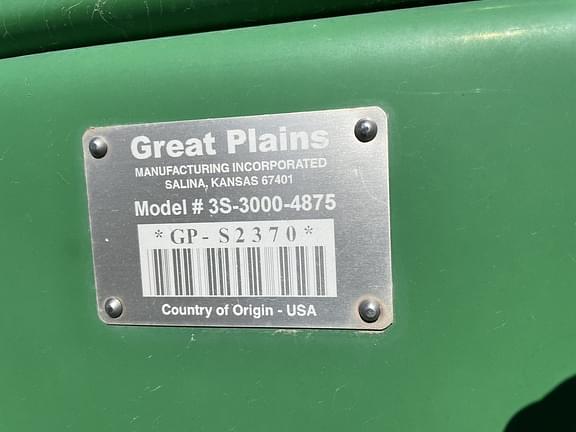 Great Plains
MANUFACTURING INCORPORATED
SALINA, KANSAS 67401
Model # 3S-3000-4875
*GP-S2370*
Country of Origin - USA